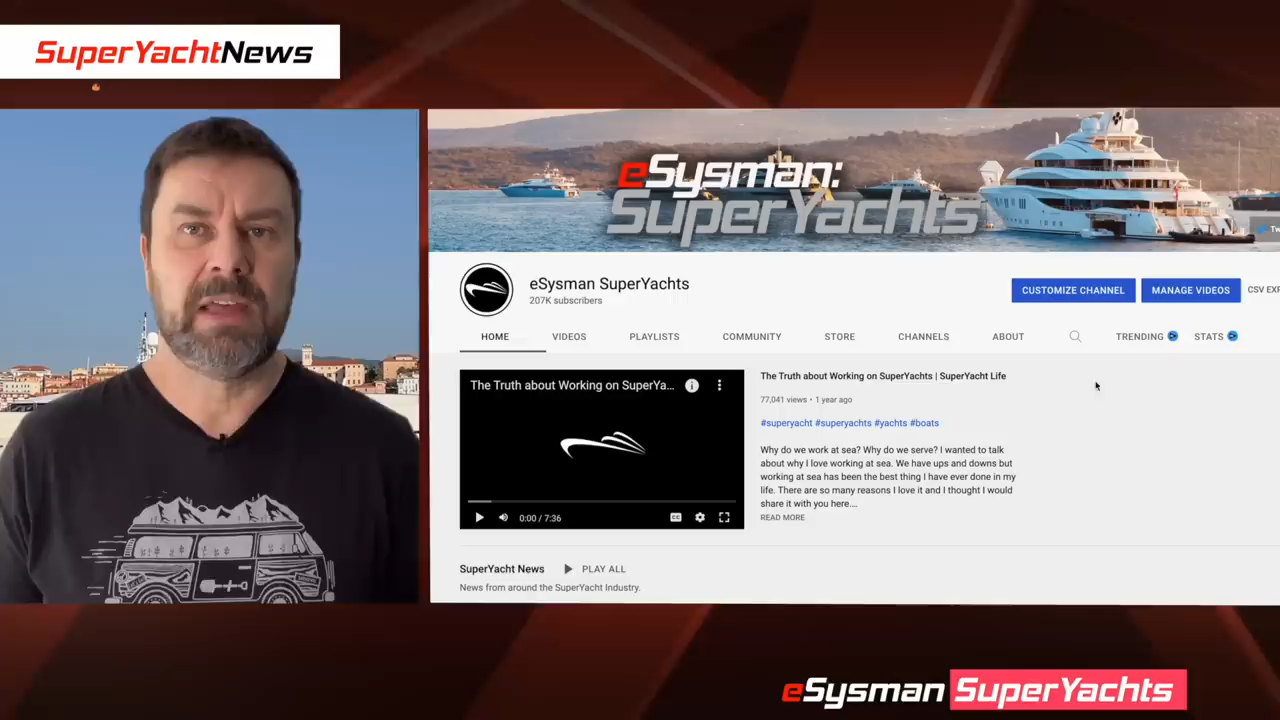 SuperYachtNews
eSysman:
SuperYachts
Tw
eSysman SuperYachts
207K subscribers
CUSTOMIZE CHANNEL
MANAGE VIDEOS
CSV EXP
HOME
VIDEOS
PLAYLISTS
COMMUNITY
STORE
CHANNELS
ABOUT
TRENDING
STATS
The Truth about Working on SuperYa...
0:00 / 7:36
The Truth about Working on SuperYachts | SuperYacht Life
77,041 views • 1 year ago
#superyacht #superyachts #yachts #boats
Why do we work at sea? Why do we serve? I wanted to talk
about why I love working at sea. We have ups and downs but
working at sea has been the best thing I have ever done in my
life. There are so many reasons I love it and I thought I would
share it with you here....
READ MORE
SuperYacht News
PLAY ALL
News from around the SuperYacht Industry.
eSysman SuperYachts